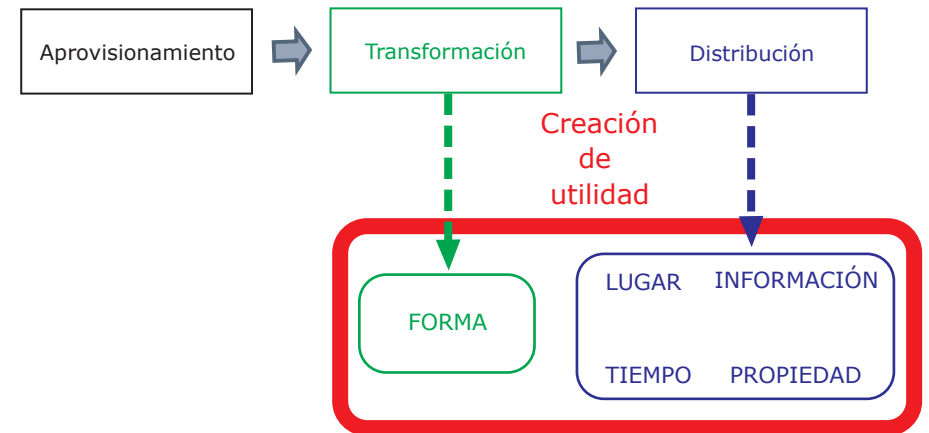 Aprovisionamiento
Transformación
Distribución
Creación
de
utilidad
FORMA
LUGAR INFORMACIÓN
TIEMPO PROPIEDAD